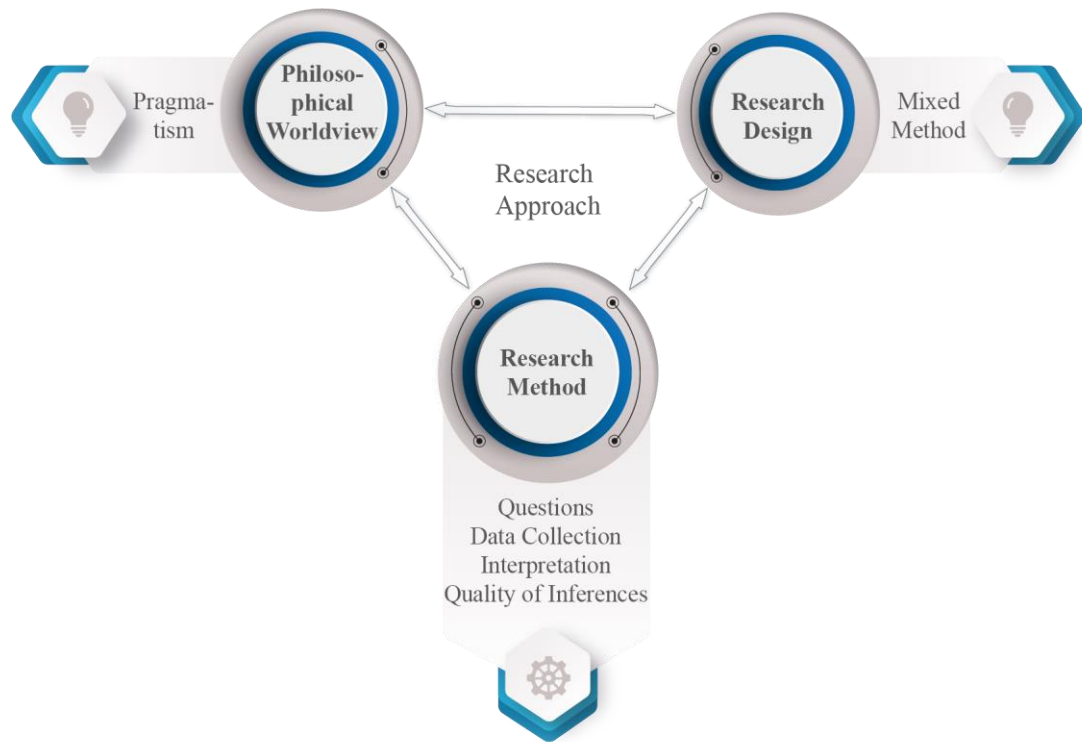 Pragma-
tism
Philoso-
phical
Worldview
Research
Design
Mixed
Method
Research
Approach
Research
Method
Questions
Data Collection
Interpretation
Quality of Inferences